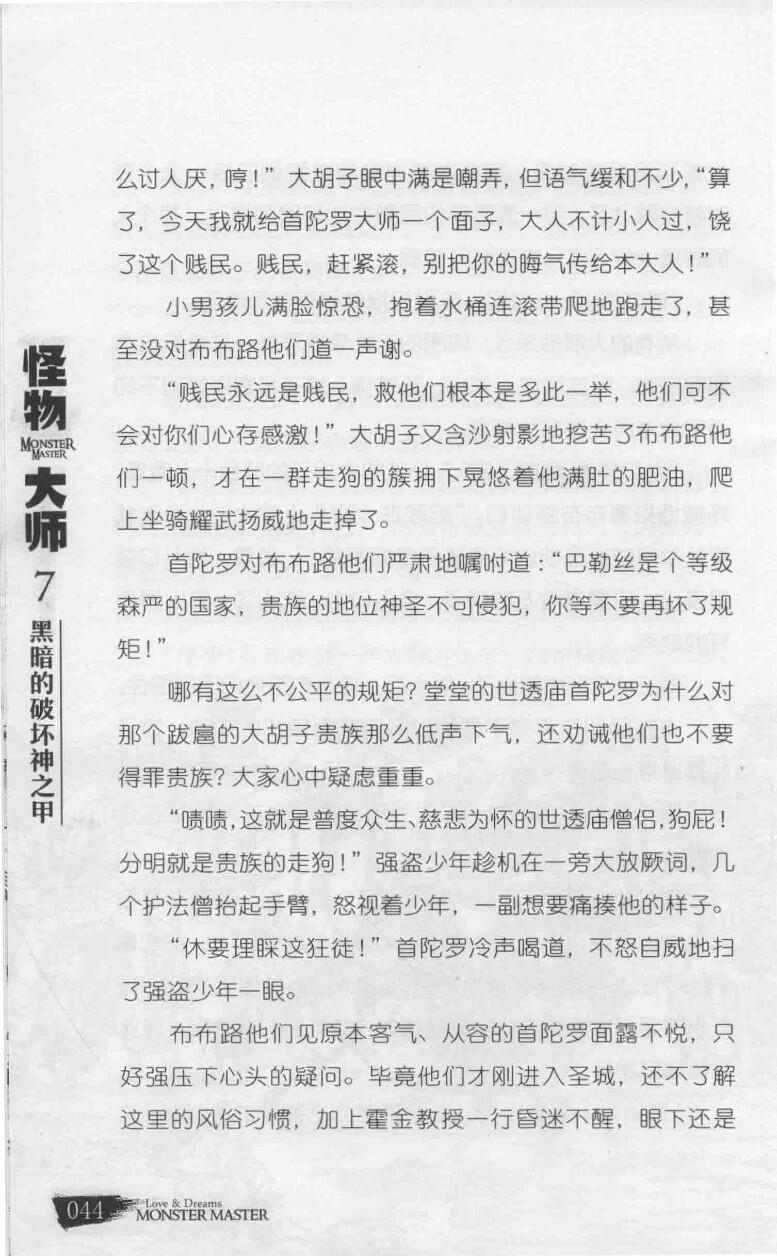 么讨人厌，哼！”大胡子眼中满是嘲弄，但语气缓和不少，“算
了，今天我就给首陀罗大师一个面子，大人不计小人过，饶
了这个贱民。贱民，赶紧滚，别把你的晦气传给本大人！”
小男孩儿满脸惊恐，抱着水桶连滚带爬地跑走了，甚
至没对布布路他们道一声谢。
“贱民永远是贱民，救他们根本是多此一举，他们可不
会对你们心存感激！”大胡子又含沙射影地挖苦了布布路他
们一顿，才在一群走狗的簇拥下晃悠着他满肚的肥油，爬
上坐骑耀武扬威地走掉了。
首陀罗对布布路他们严肃地嘱咐道：“巴勒丝是个等级
森严的国家，贵族的地位神圣不可侵犯，你等不要再坏了规
矩！”
哪有这么不公平的规矩？堂堂的世透庙首陀罗为什么对
那个跋扈的大胡子贵族那么低声下气，还劝诫他们也不要
得罪贵族？大家心中疑虑重重。
“啧啧，这就是普度众生、慈悲为怀的世透庙僧侣，狗屁！
分明就是贵族的走狗！”强盗少年趁机在一旁大放厥词，几
个护法僧抬起手臂，怒视着少年，一副想要痛揍他的样子。
“休要理睬这狂徒！”首陀罗冷声喝道，不怒自威地扫
了强盗少年一眼。
布布路他们见原本客气、从容的首陀罗面露不悦，只
好强压下心头的疑问。毕竟他们才刚进入圣城，还不了解
这里的风俗习惯，加上霍金教授一行昏迷不醒，眼下还是
怪物
MONSTER
MASTER
大师
7
黑暗的破坏神之甲
044
Love & Dreams
MONSTER MASTER